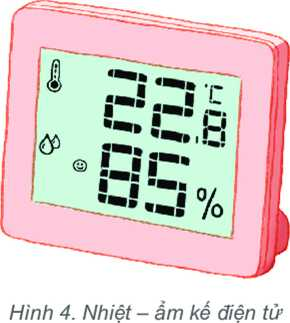 22.8 °C
85 %
Hình 4. Nhiệt – ẩm kế điện tử